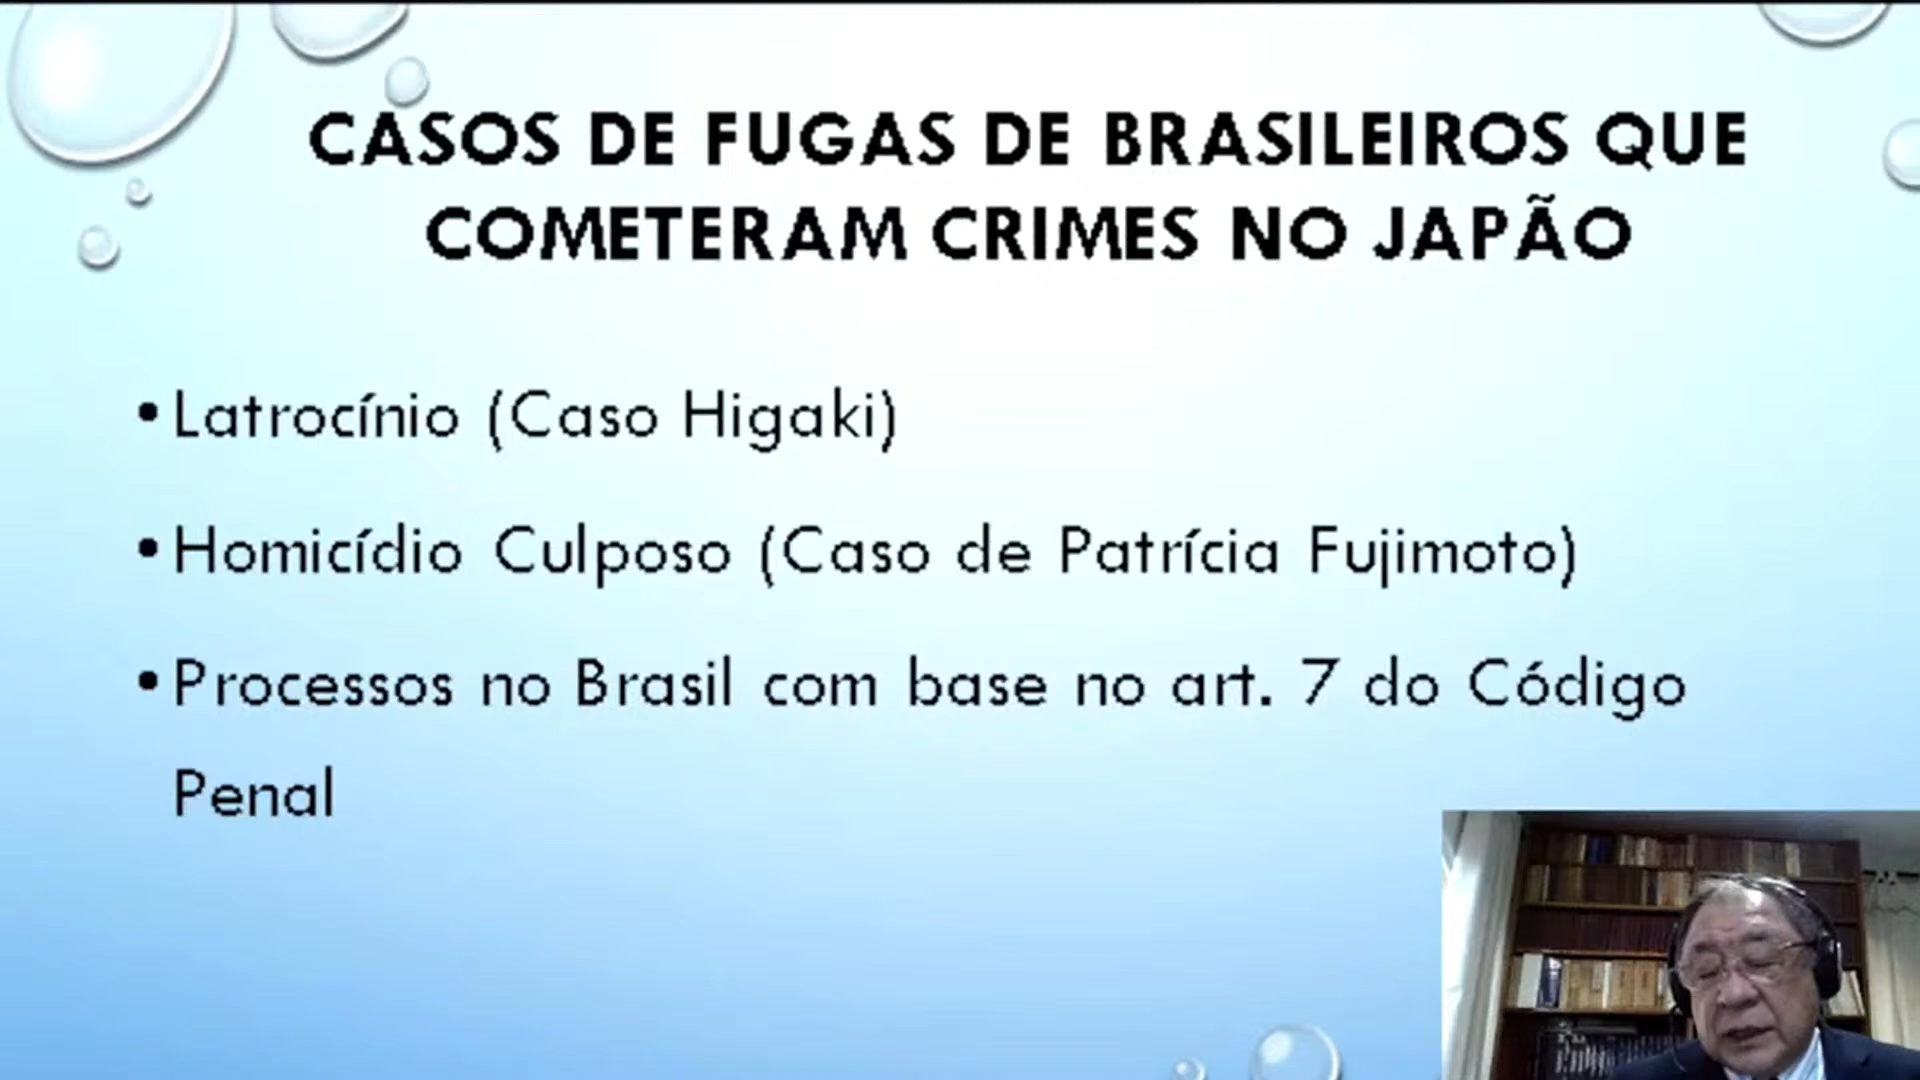 CASOS DE FUGAS DE BRASILEIROS QUE
COMETERAM CRIMES NO JAPÃO
• Latrocínio (Caso Higaki)
• Homicídio Culposo (Caso de Patrícia Fujimoto)
• Processos no Brasil com base no art. 7 do Código
Penal